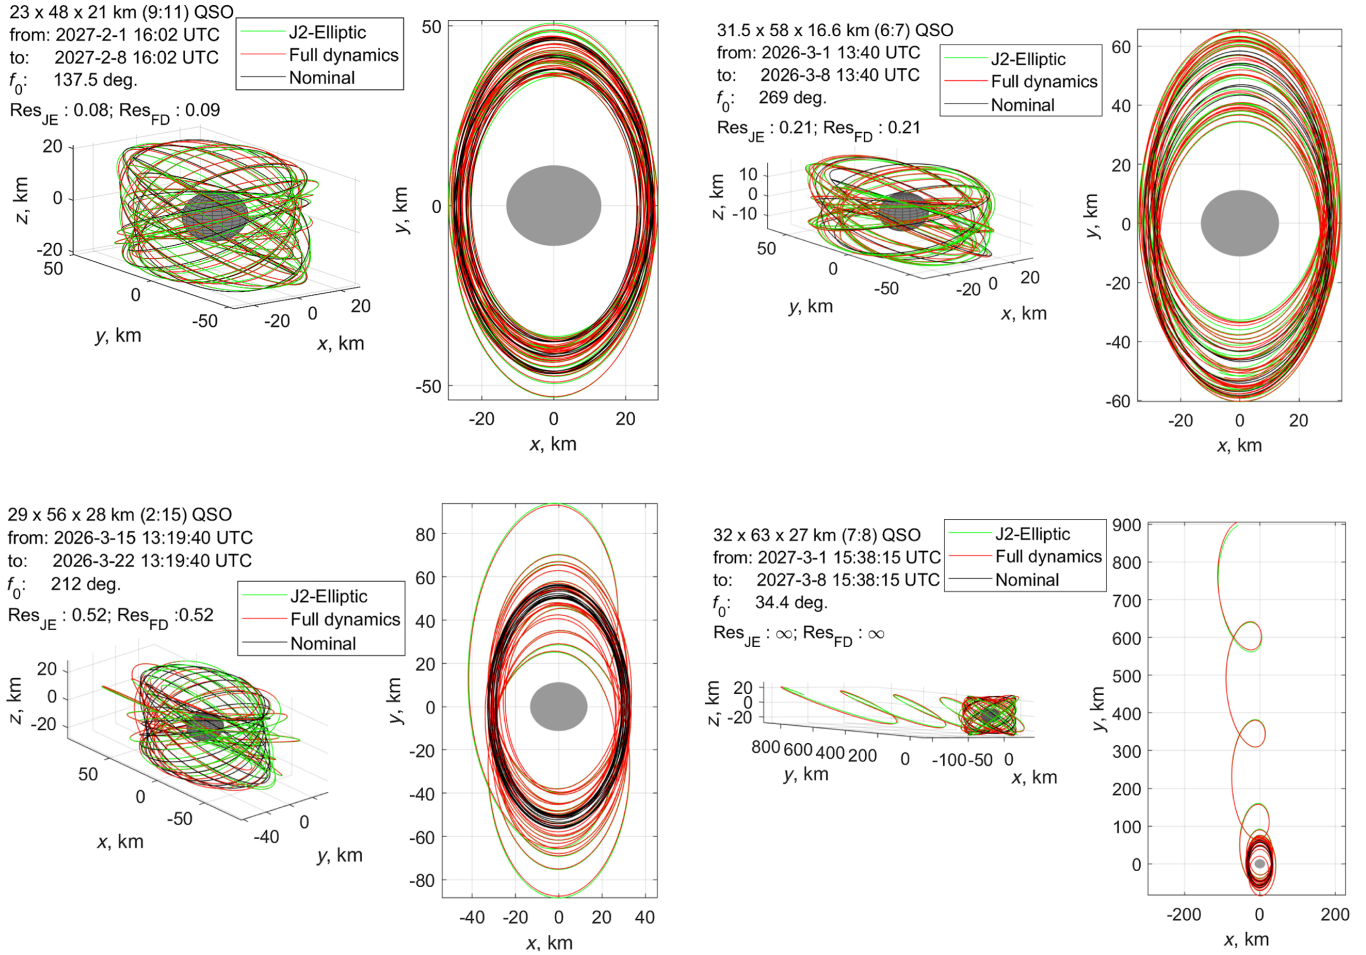 23 x 48 x 21 km (9:11) QSO
from: 2027-2-1 16:02 UTC
to: 2027-2-8 16:02 UTC
f0: 137.5 deg.
ResJE : 0.08; ResFD : 0.09
J2-Elliptic
Full dynamics
Nominal
20
0
-20
z, km
50
0
-50
y, km
-20
0
20
x, km
50
0
-50
y, km
-20
0
20
x, km
31.5 x 58 x 16.6 km (6:7) QSO
from: 2026-3-1 13:40 UTC
to: 2026-3-8 13:40 UTC
f0: 269 deg.
ResJE : 0.21; ResFD : 0.21
J2-Elliptic
Full dynamics
Nominal
10
0
-10
z, km
50
0
-50
y, km
-20
0
20
x, km
60
40
20
0
-20
-40
-60
y, km
-20
0
20
x, km
29 x 56 x 28 km (2:15) QSO
from: 2026-3-15 13:19:40 UTC
to: 2026-3-22 13:19:40 UTC
f0: 212 deg.
ResJE : 0.52; ResFD :0.52
J2-Elliptic
Full dynamics
Nominal
20
0
-20
z, km
50
0
-50
x, km
-40
0
y, km
80
60
40
20
0
-20
-40
-60
-80
y, km
-40
-20
0
20
40
x, km
32 x 63 x 27 km (7:8) QSO
from: 2027-3-1 15:38:15 UTC
to: 2027-3-8 15:38:15 UTC
f0: 34.4 deg.
ResJE : ∞; ResFD : ∞
J2-Elliptic
Full dynamics
Nominal
20
0
-20
z, km
800
600
400
200
0
y, km
-100
-50
0
x, km
900
800
700
600
500
400
300
200
100
0
y, km
-200
0
200
x, km